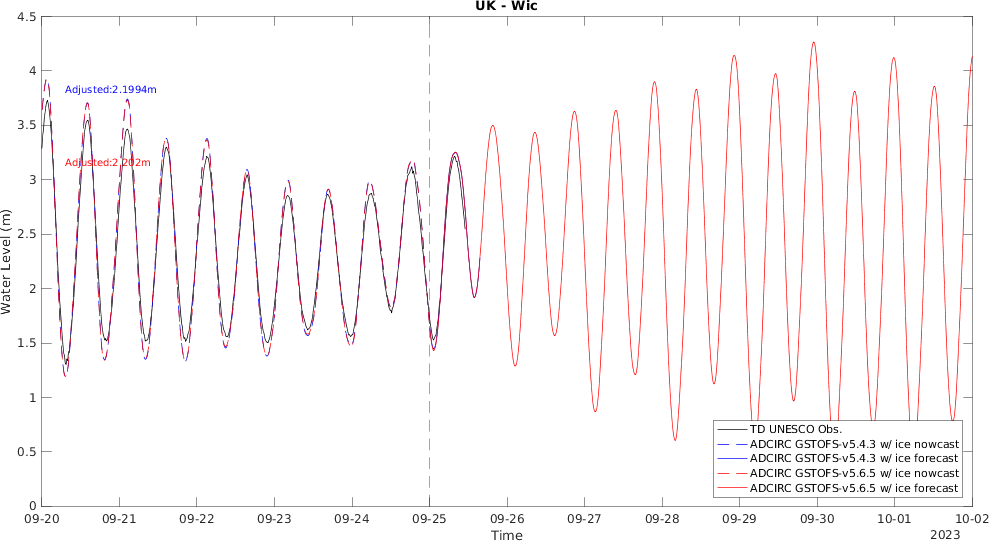 UK - Wic
4.5
4
3.5
3
2.5
2
1.5
1
0.5
0
Water Level (m)
Adjusted:2.1994m
Adjusted:2.202m
TD UNESCO Obs.
ADCIRC GSTOFS-v5.4.3 w/ ice nowcast
ADCIRC GSTOFS-v5.4.3 w/ ice forecast
ADCIRC GSTOFS-v5.6.5 w/ ice nowcast
ADCIRC GSTOFS-v5.6.5 w/ ice forecast
09-20 09-21 09-22 09-23 09-24 09-25 09-26 09-27 09-28 09-29 09-30 10-01 10-02
Time
2023